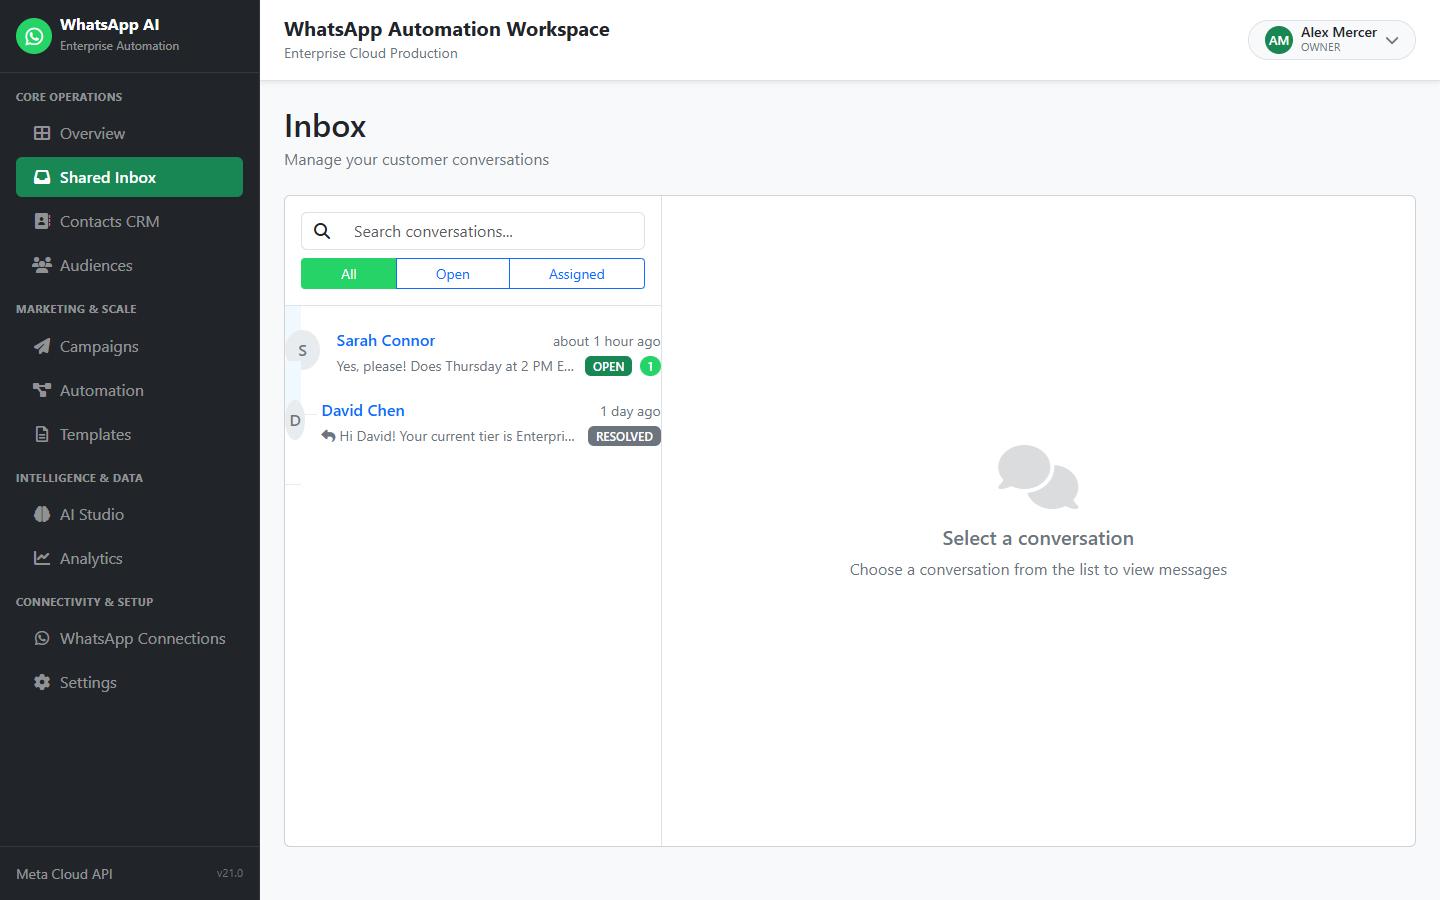 WhatsApp AI
Enterprise Automation
CORE OPERATIONS
Overview
Shared Inbox
Contacts CRM
Audiences
MARKETING & SCALE
Campaigns
Automation
Templates
INTELLIGENCE & DATA
AI Studio
Analytics
CONNECTIVITY & SETUP
WhatsApp Connections
Settings
Meta Cloud API v21.0
WhatsApp Automation Workspace
Enterprise Cloud Production
AM Alex Mercer
OWNER
Inbox
Manage your customer conversations
Search conversations...
All Open Assigned
S Sarah Connor about 1 hour ago
Yes, please! Does Thursday at 2 PM E... OPEN 1
D David Chen 1 day ago
Hi David! Your current tier is Enterpri... RESOLVED
Select a conversation
Choose a conversation from the list to view messages